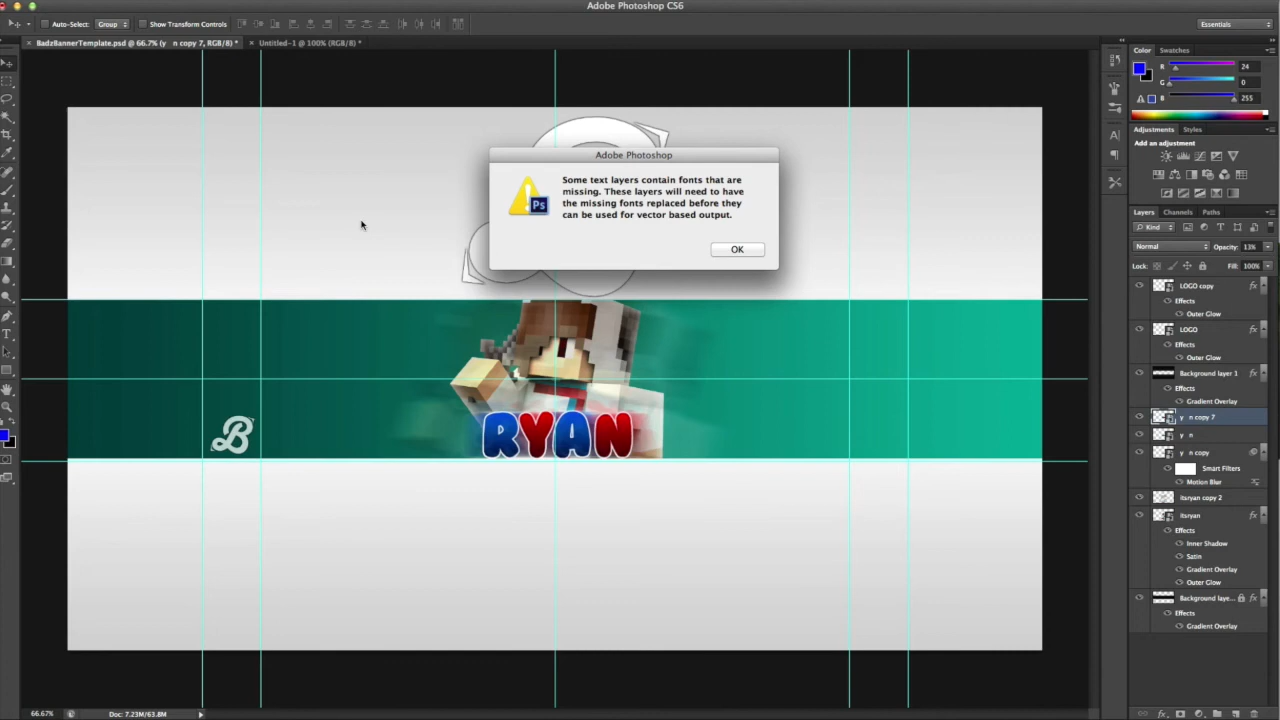 Adobe Photoshop CS6
Auto-Select: Group Show Transform Controls Essentials
BadzBannerTemplate.psd @ 66.7% (y n copy 7, RGB/8) * Untitled-1 @ 100% (RGB/8) *
Color Swatches
R 24
G 0
B 255
Adjustments Styles
Add an adjustment
Adobe Photoshop
Some text layers contain fonts that are
missing. These layers will need to have
the missing fonts replaced before they
can be used for vector based output.
Ps
OK
Layers Channels Paths
Kind
Normal Opacity: 13%
Lock: Fill: 100%
LOGO copy fx
Effects
Outer Glow
LOGO fx
Effects
Outer Glow
Background layer 1
Effects
Gradient Overlay
y n copy 7
y n
y n copy
Smart Filters
Motion Blur
itsryan copy 2
itsryan fx
Effects
Inner Shadow
Satin
Gradient Overlay
Outer Glow
Background laye... fx
Effects
Gradient Overlay
B
RYAN
66.67% Doc: 7.23M/63.8M